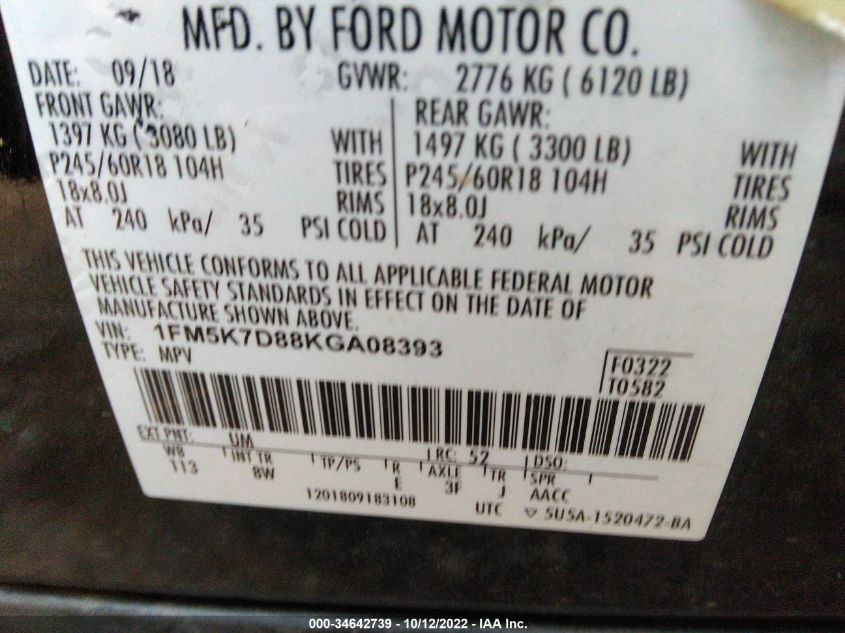 MFD. BY FORD MOTOR CO.
DATE: 09/18 GVWR: 2776 KG ( 6120 LB)
FRONT GAWR: REAR GAWR:
1397 KG (3080 LB) WITH 1497 KG ( 3300 LB) WITH
P245/60R18 104H TIRES P245/60R18 104H TIRES
18x8.0J RIMS 18x8.0J RIMS
AT 240 kPa/ 35 PSI COLD AT 240 kPa/ 35 PSI COLD
THIS VEHICLE CONFORMS TO ALL APPLICABLE FEDERAL MOTOR
VEHICLE SAFETY STANDARDS IN EFFECT ON THE DATE OF
MANUFACTURE SHOWN ABOVE.
VIN: 1FM5K7D88KGA08393
TYPE: MPV
F0322
T0582
EXT PNT: UM RC: 52 DSO:
WB INT TR TP/PS R AXLE TR SPR
113 8W E 3F J AACC
1201809183108 UTC ▽ 5U5A-1520472-BA
000-34642739 - 10/12/2022 - IAA Inc.